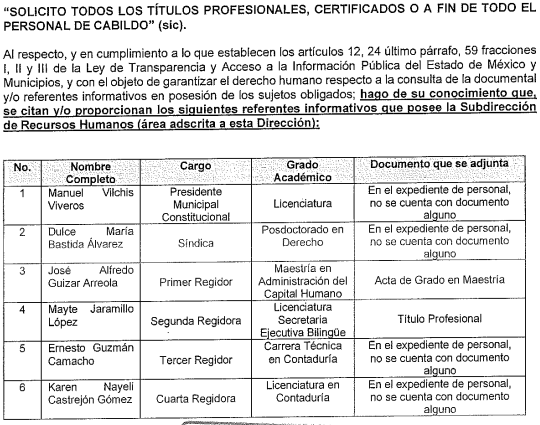 “SOLICITO TODOS LOS TÍTULOS PROFESIONALES, CERTIFICADOS O A FIN DE TODO EL
PERSONAL DE CABILDO” (sic).
Al respecto, y en cumplimiento a lo que establecen los artículos 12, 24 último párrafo, 59 fracciones
I, II y III de la Ley de Transparencia y Acceso a la Información Pública del Estado de México y
Municipios, y con el objeto de garantizar el derecho humano respecto a la consulta de la documental
y/o referentes informativos en posesión de los sujetos obligados; hago de su conocimiento que,
se citan y/o proporcionan los siguientes referentes informativos que posee la Subdirección
de Recursos Humanos (área adscrita a esta Dirección):
No. Nombre Completo Cargo Grado Académico Documento que se adjunta
1 Manuel Vilchis Viveros Presidente Municipal Constitucional Licenciatura En el expediente de personal, no se cuenta con documento alguno
2 Dulce María Bastida Álvarez Síndica Posdoctorado en Derecho En el expediente de personal, no se cuenta con documento alguno
3 José Alfredo Guizar Arreola Primer Regidor Maestría en Administración del Capital Humano Acta de Grado en Maestría
4 Mayte Jaramillo López Segunda Regidora Licenciatura Secretaría Ejecutiva Bilingüe Título Profesional
5 Ernesto Guzmán Camacho Tercer Regidor Carrera Técnica en Contaduría En el expediente de personal, no se cuenta con documento alguno
6 Karen Nayeli Castrejón Gómez Cuarta Regidora Licenciatura en Contaduría En el expediente de personal, no se cuenta con documento alguno